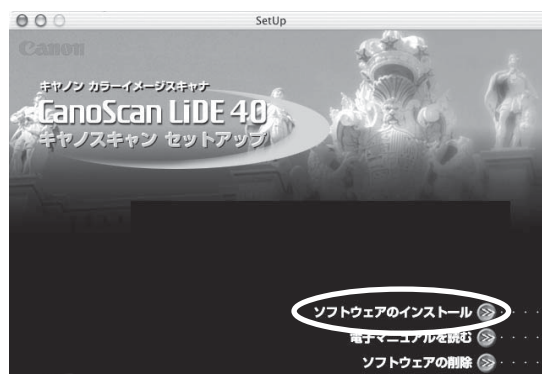 SetUp
Canon
キヤノン カラーイメージスキャナ
CanoScan LiDE 40
キヤノスキャン セットアップ
ソフトウェアのインストール
電子マニュアルを読む
ソフトウェアの削除